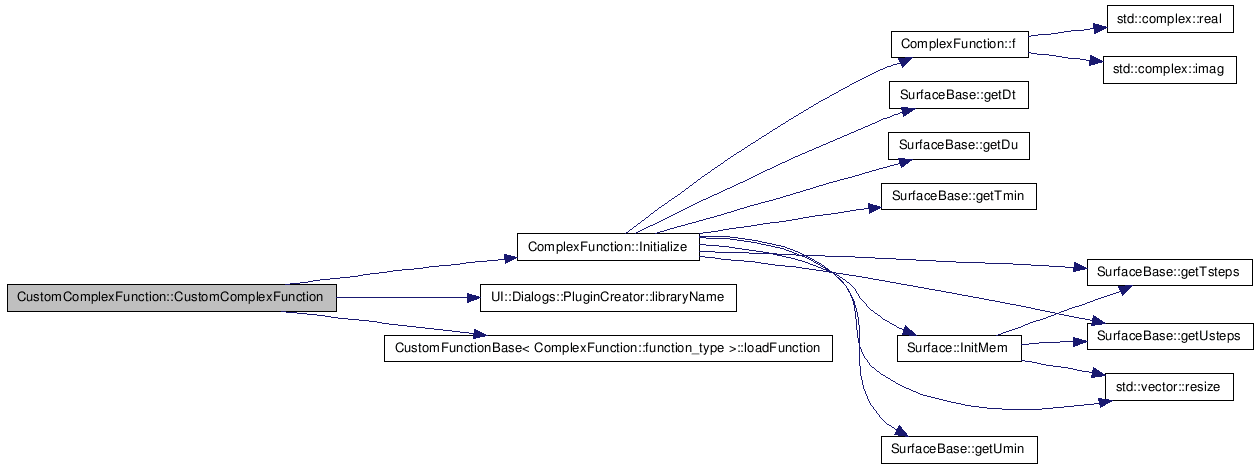 std::complex::real
ComplexFunction::f
std::complex::imag
SurfaceBase::getDt
SurfaceBase::getDu
SurfaceBase::getTmin
ComplexFunction::Initialize
SurfaceBase::getTsteps
CustomComplexFunction::CustomComplexFunction
UI::Dialogs::PluginCreator::libraryName
SurfaceBase::getUsteps
CustomFunctionBase< ComplexFunction::function_type >::loadFunction
Surface::InitMem
std::vector::resize
SurfaceBase::getUmin